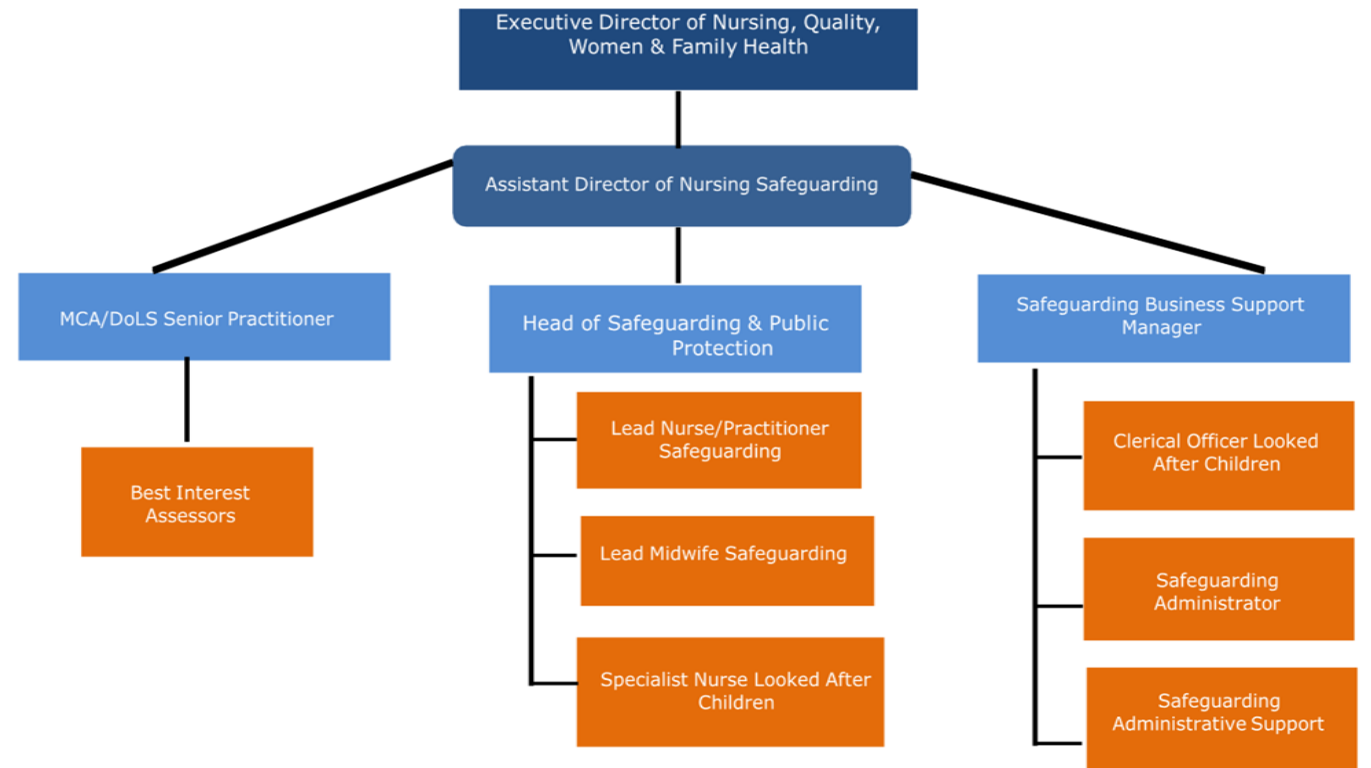 Executive Director of Nursing, Quality,
Women & Family Health
Assistant Director of Nursing Safeguarding
MCA/DoLS Senior Practitioner
Best Interest
Assessors
Head of Safeguarding & Public
Protection
Lead Nurse/Practitioner
Safeguarding
Lead Midwife Safeguarding
Specialist Nurse Looked After
Children
Safeguarding Business Support
Manager
Clerical Officer Looked
After Children
Safeguarding
Administrator
Safeguarding
Administrative Support